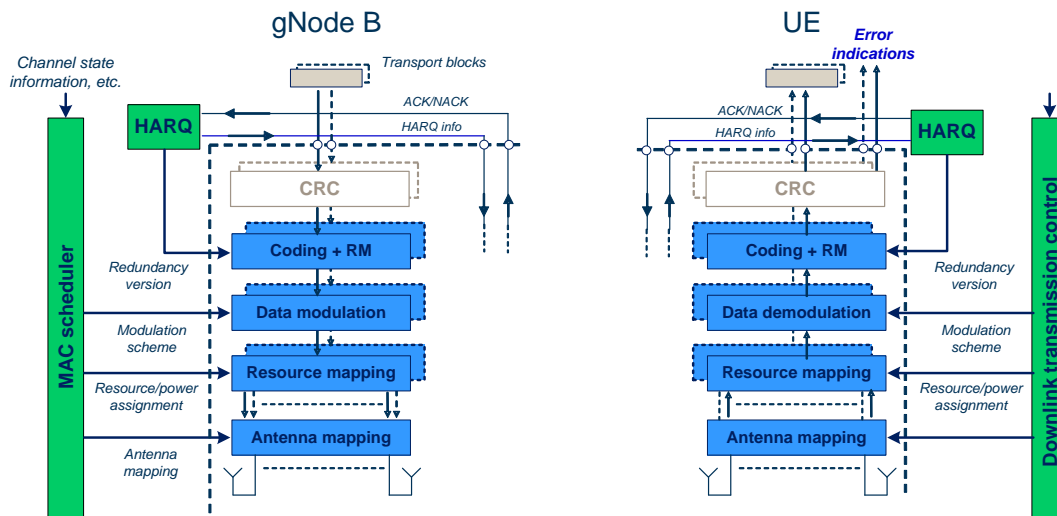 gNode B
UE
Channel state
information, etc.
Transport blocks
Error
indications
ACK/NACK
HARQ
HARQ info
ACK/NACK
HARQ info
HARQ
CRC
CRC
Coding + RM
Coding + RM
Redundancy
version
Redundancy
version
Data modulation
Data demodulation
Modulation
scheme
Modulation
scheme
Resource mapping
Resource mapping
Resource/power
assignment
Resource/power
assignment
Antenna mapping
Antenna mapping
Antenna
mapping
MAC scheduler
Downlink transmission control